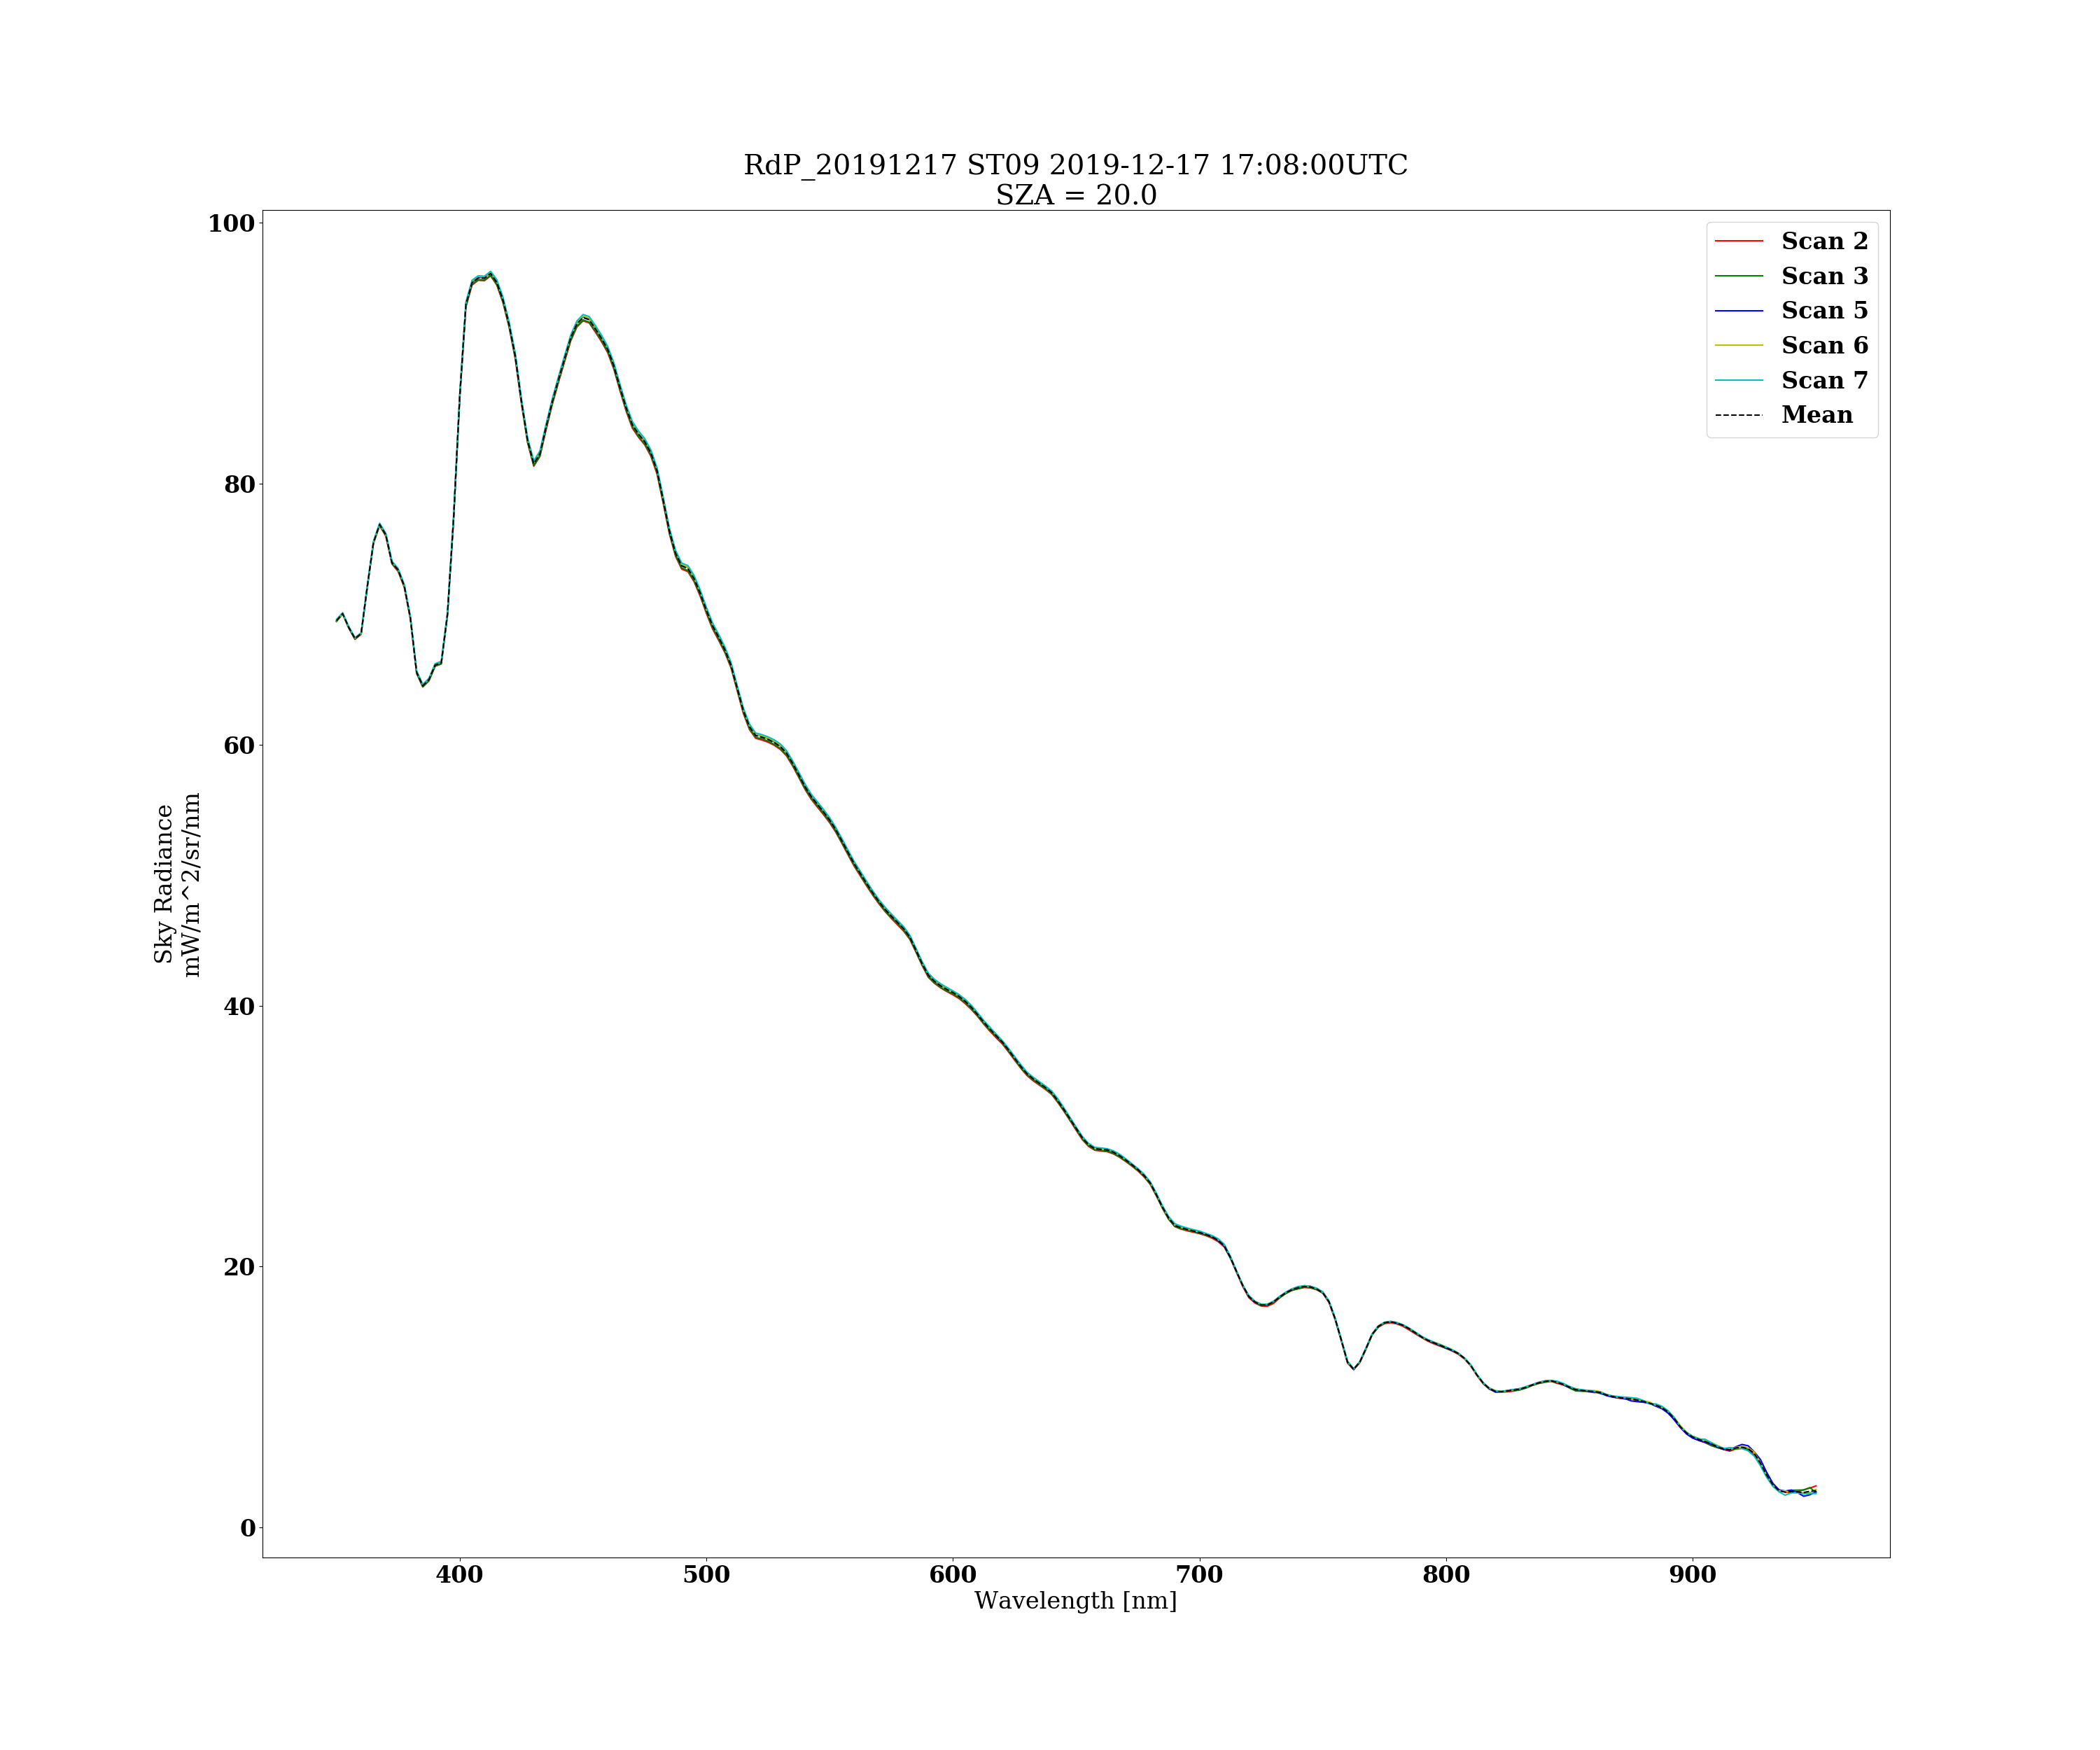 RdP_20191217 ST09 2019-12-17 17:08:00UTC
SZA = 20.0
100
80
60
40
20
0
Sky Radiance
mW/m^2/sr/nm
400
500
600
700
800
900
Wavelength [nm]
Scan 2
Scan 3
Scan 5
Scan 6
Scan 7
Mean